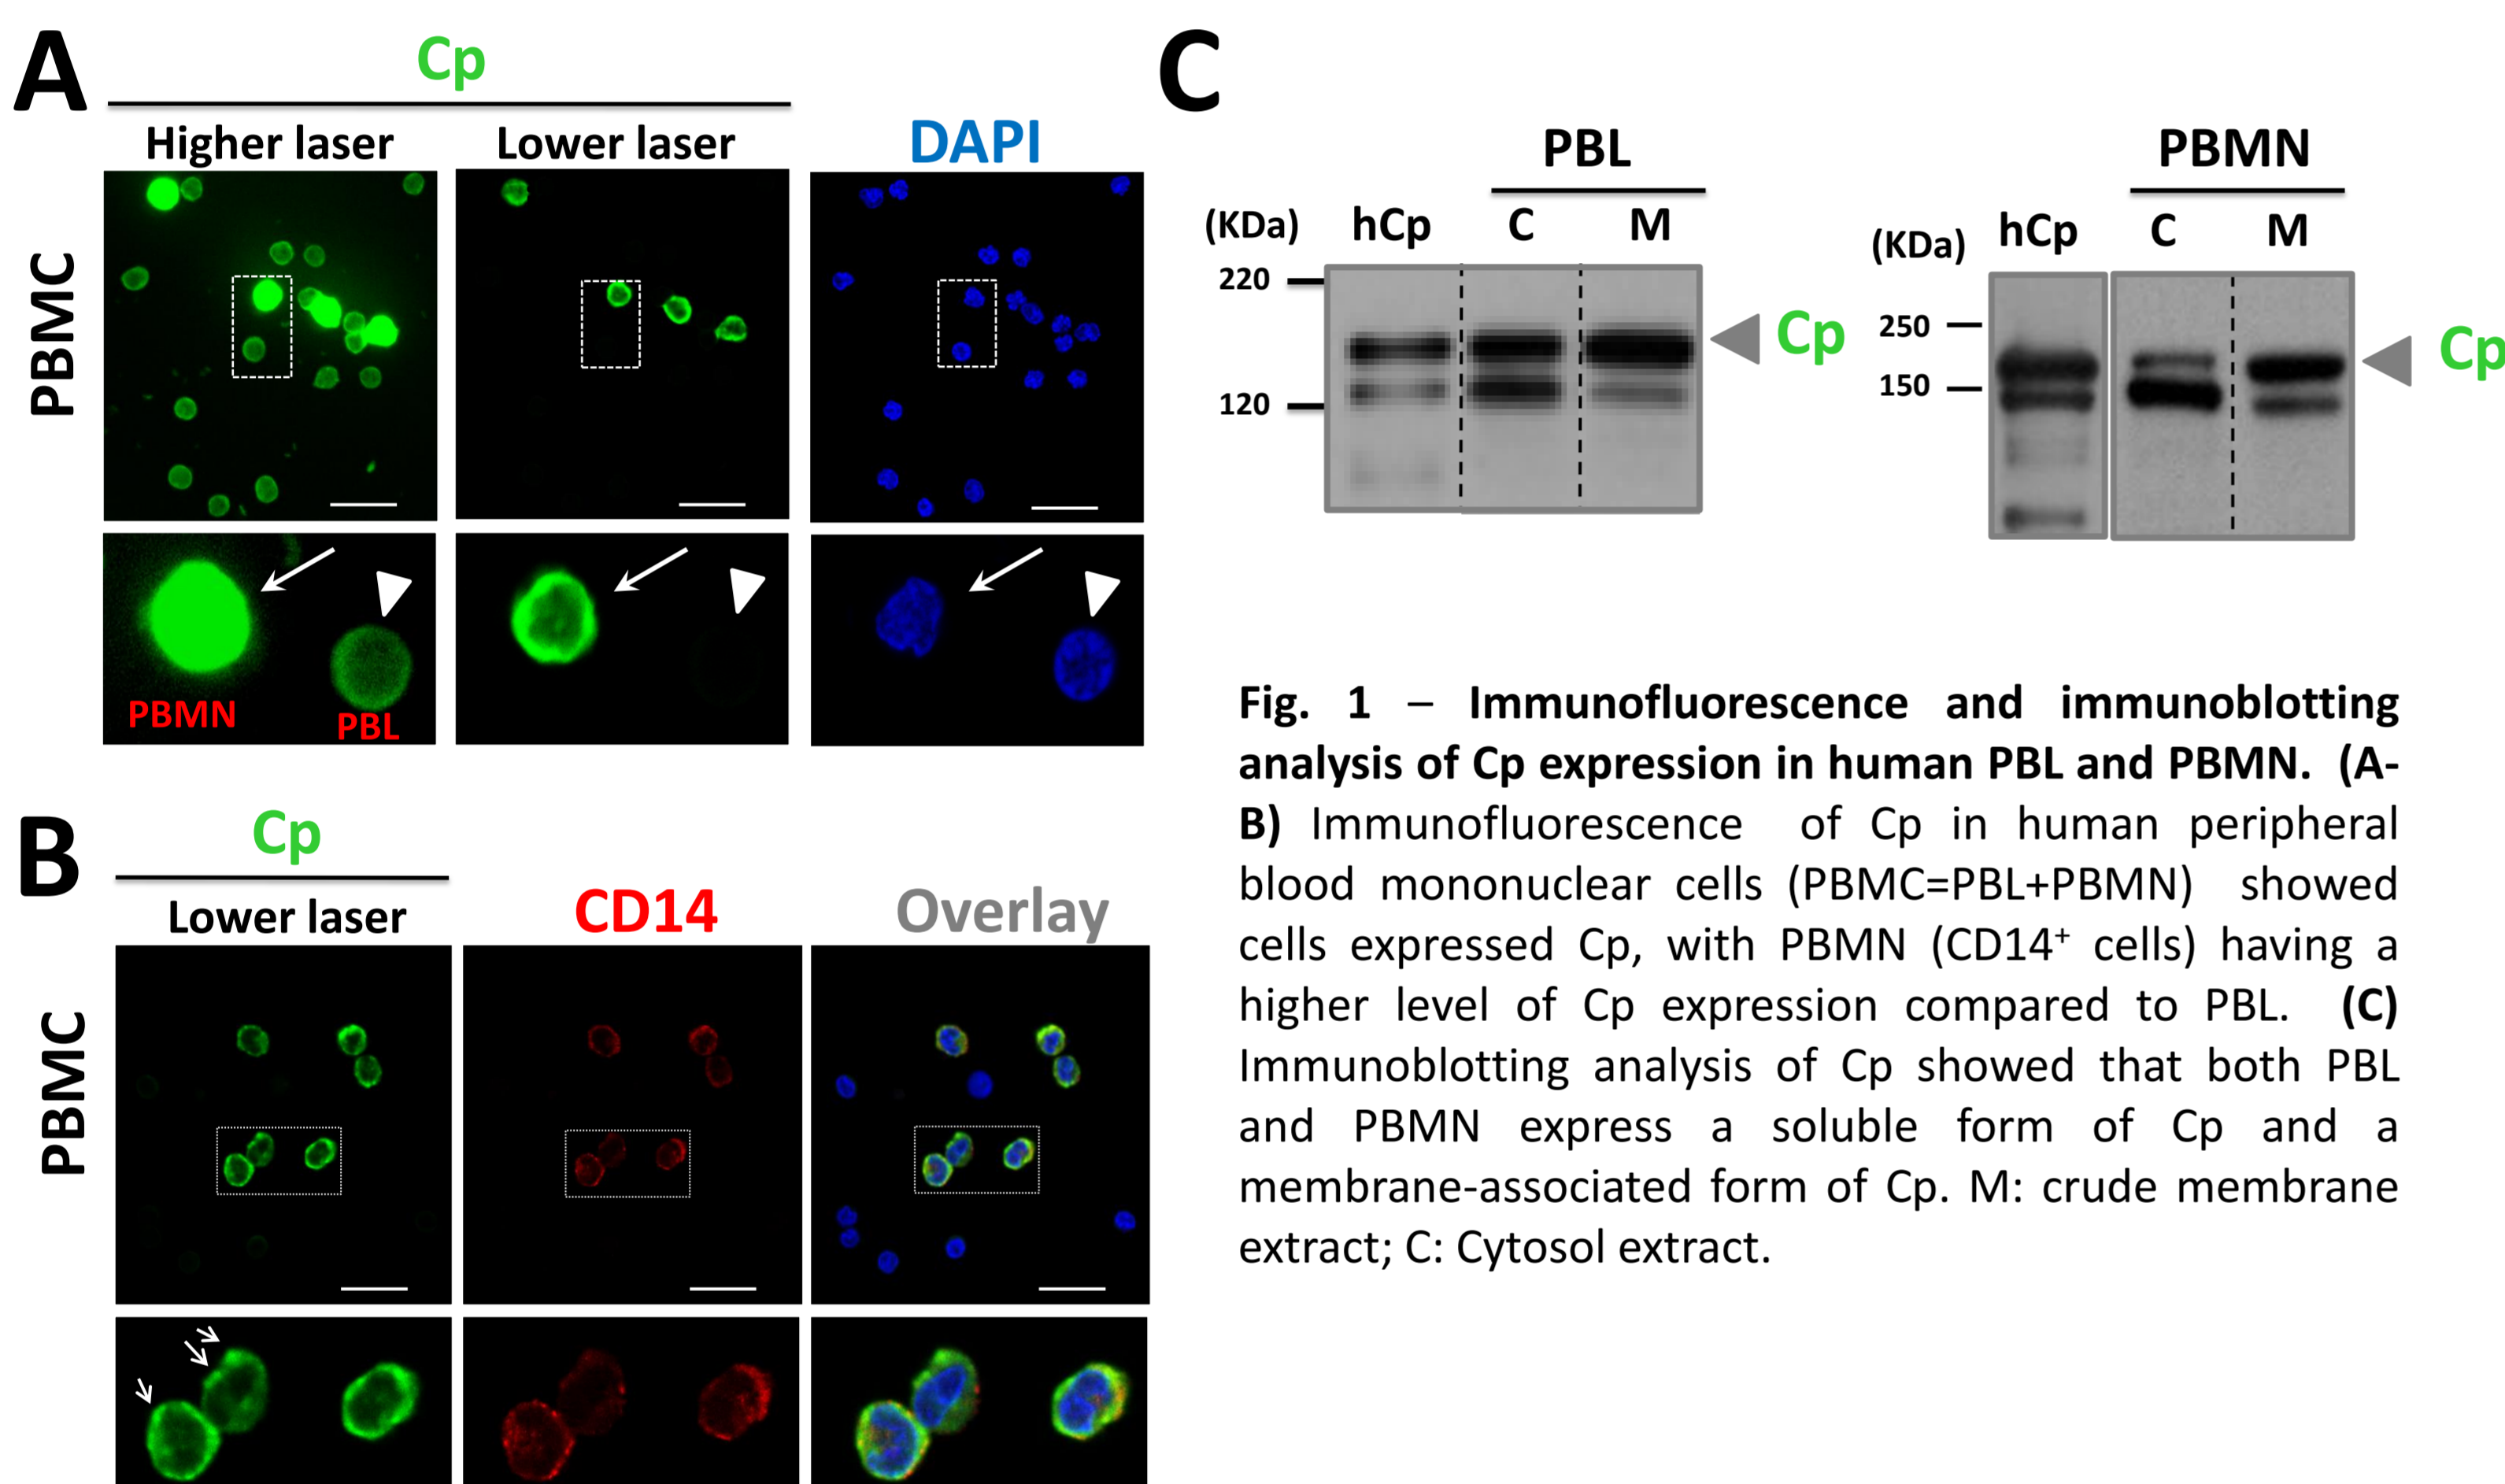 A
Cp
Higher laser
Lower laser
DAPI
PBMC
PBMN
PBL
B
Cp
Lower laser
CD14
Overlay
PBMC
C
PBL
(KDa)
hCp
C
M
220
120
Cp
PBMN
(KDa)
hCp
C
M
250
150
Cp
Fig. 1 – Immunofluorescence and immunoblotting
analysis of Cp expression in human PBL and PBMN. (A-
B) Immunofluorescence of Cp in human peripheral
blood mononuclear cells (PBMC=PBL+PBMN) showed
cells expressed Cp, with PBMN (CD14⁺ cells) having a
higher level of Cp expression compared to PBL. (C)
Immunoblotting analysis of Cp showed that both PBL
and PBMN express a soluble form of Cp and a
membrane-associated form of Cp. M: crude membrane
extract; C: Cytosol extract.